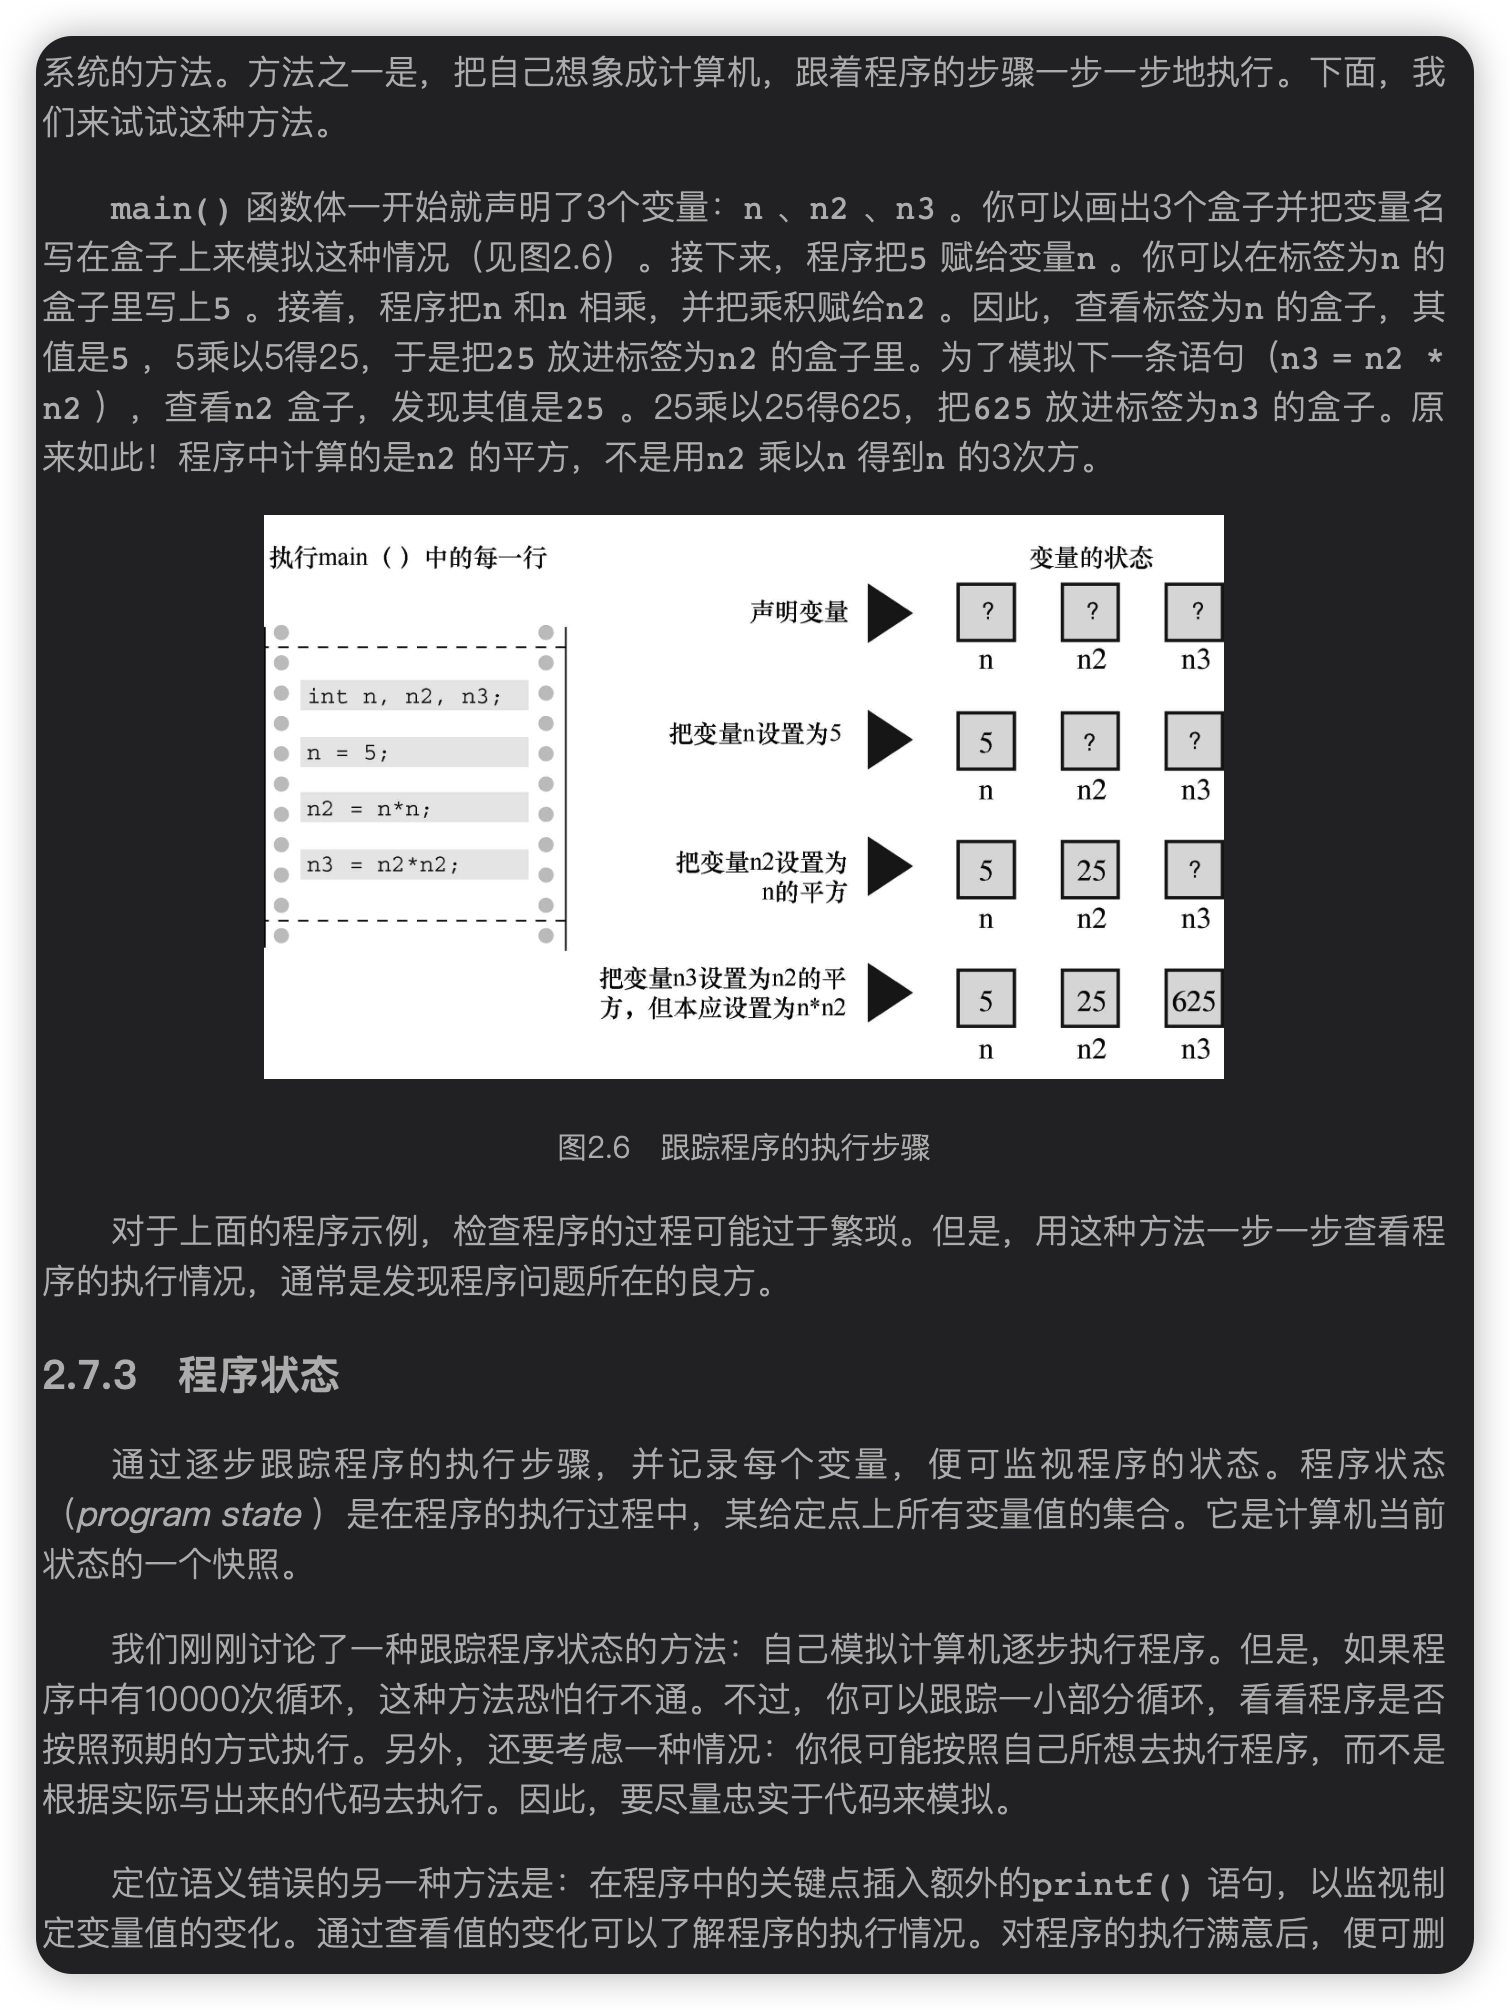 系统的方法。方法之一是，把自己想象成计算机，跟着程序的步骤一步一步地执行。下面，我
们来试试这种方法。
main() 函数体一开始就声明了3个变量：n 、n2 、n3 。你可以画出3个盒子并把变量名
写在盒子上来模拟这种情况（见图2.6）。接下来，程序把5 赋给变量n 。你可以在标签为n 的
盒子里写上5 。接着，程序把n 和n 相乘，并把乘积赋给n2 。因此，查看标签为n 的盒子，其
值是5 ，5乘以5得25，于是把25 放进标签为n2 的盒子里。为了模拟下一条语句（n3 = n2 *
n2 ），查看n2 盒子，发现其值是25 。25乘以25得625，把625 放进标签为n3 的盒子。原
来如此！程序中计算的是n2 的平方，不是用n2 乘以n 得到n 的3次方。
执行main（）中的每一行
int n, n2, n3;
n = 5;
n2 = n*n;
n3 = n2*n2;
变量的状态
声明变量
? ? ?
n n2 n3
把变量n设置为5
5 ? ?
n n2 n3
把变量n2设置为
n的平方
5 25 ?
n n2 n3
把变量n3设置为n2的平
方，但本应设置为n*n2
5 25 625
n n2 n3
图2.6 跟踪程序的执行步骤
对于上面的程序示例，检查程序的过程可能过于繁琐。但是，用这种方法一步一步查看程
序的执行情况，通常是发现程序问题所在的良方。
2.7.3 程序状态
通过逐步跟踪程序的执行步骤，并记录每个变量，便可监视程序的状态。程序状态
（program state ）是在程序的执行过程中，某给定点上所有变量值的集合。它是计算机当前
状态的一个快照。
我们刚刚讨论了一种跟踪程序状态的方法：自己模拟计算机逐步执行程序。但是，如果程
序中有10000次循环，这种方法恐怕行不通。不过，你可以跟踪一小部分循环，看看程序是否
按照预期的方式执行。另外，还要考虑一种情况：你很可能按照自己所想去执行程序，而不是
根据实际写出来的代码去执行。因此，要尽量忠实于代码来模拟。
定位语义错误的另一种方法是：在程序中的关键点插入额外的printf() 语句，以监视制
定变量值的变化。通过查看值的变化可以了解程序的执行情况。对程序的执行满意后，便可删